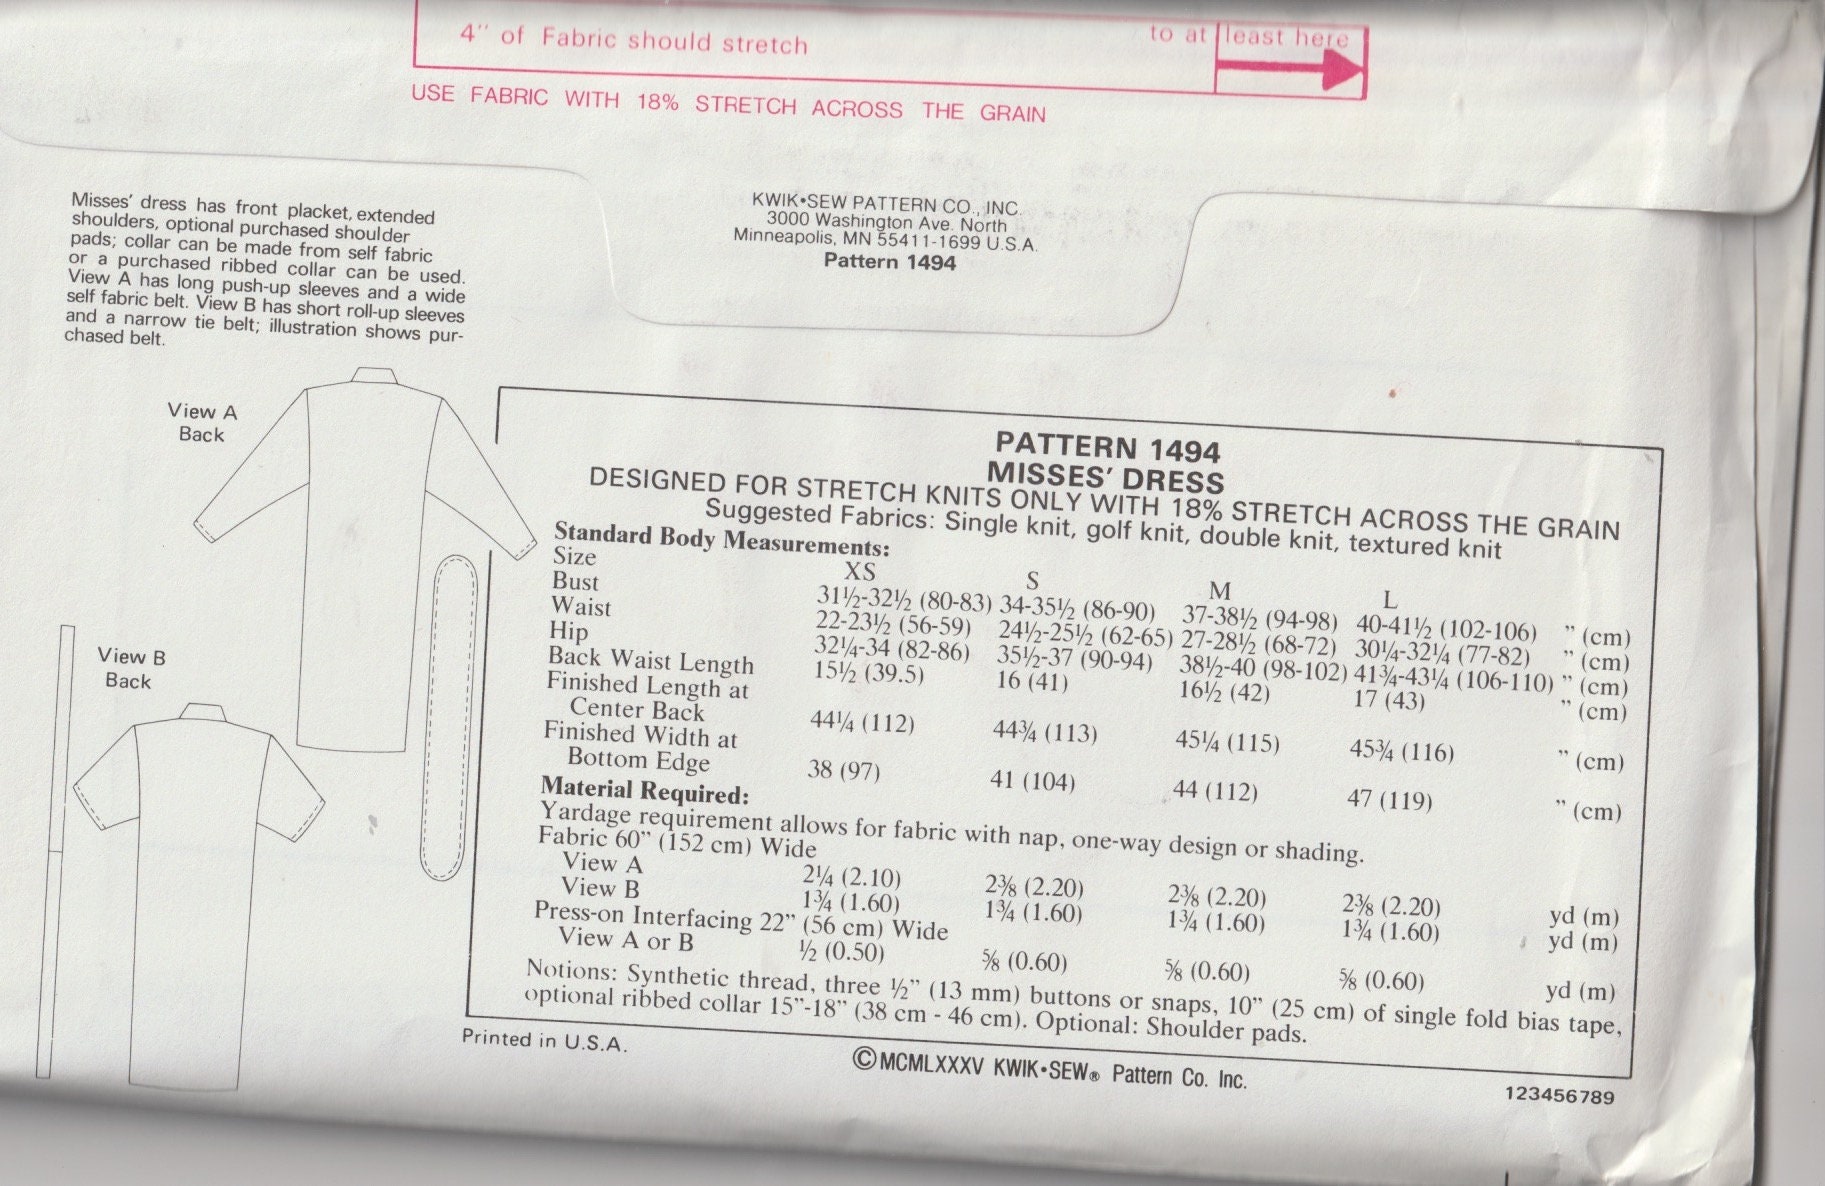 4" of Fabric should stretch to at least here
USE FABRIC WITH 18% STRETCH ACROSS THE GRAIN
Misses' dress has front placket, extended
shoulders, optional purchased shoulder
pads; collar can be made from self fabric
or a purchased ribbed collar can be used.
View A has long push-up sleeves and a wide
self fabric belt. View B has short roll-up sleeves
and a narrow tie belt; illustration shows pur-
chased belt.
KWIK•SEW PATTERN CO., INC.
3000 Washington Ave. North
Minneapolis, MN 55411-1699 U.S.A.
Pattern 1494
View A
Back
View B
Back
PATTERN 1494
MISSES' DRESS
DESIGNED FOR STRETCH KNITS ONLY WITH 18% STRETCH ACROSS THE GRAIN
Suggested Fabrics: Single knit, golf knit, double knit, textured knit
Standard Body Measurements:
Size XS S M L
Bust 31½-32½ (80-83) 34-35½ (86-90) 37-38½ (94-98) 40-41½ (102-106) " (cm)
Waist 22-23½ (56-59) 24½-25½ (62-65) 27-28½ (68-72) 30¼-32¼ (77-82) " (cm)
Hip 32¼-34 (82-86) 35½-37 (90-94) 38½-40 (98-102) 41¾-43¼ (106-110) " (cm)
Back Waist Length 15½ (39.5) 16 (41) 16½ (42) 17 (43) " (cm)
Finished Length at
Center Back 44¼ (112) 44¾ (113) 45¼ (115) 45¾ (116) " (cm)
Finished Width at
Bottom Edge 38 (97) 41 (104) 44 (112) 47 (119) " (cm)
Material Required:
Yardage requirement allows for fabric with nap, one-way design or shading.
Fabric 60" (152 cm) Wide
View A 2¼ (2.10) 2⅜ (2.20) 2⅜ (2.20) 2⅜ (2.20) yd (m)
View B 1¾ (1.60) 1¾ (1.60) 1¾ (1.60) 1¾ (1.60) yd (m)
Press-on Interfacing 22" (56 cm) Wide
View A or B ½ (0.50) ⅝ (0.60) ⅝ (0.60) ⅝ (0.60) yd (m)
Notions: Synthetic thread, three ½" (13 mm) buttons or snaps, 10" (25 cm) of single fold bias tape,
optional ribbed collar 15"-18" (38 cm - 46 cm). Optional: Shoulder pads.
Printed in U.S.A.
©MCMLXXXV KWIK•SEW® Pattern Co. Inc.
123456789